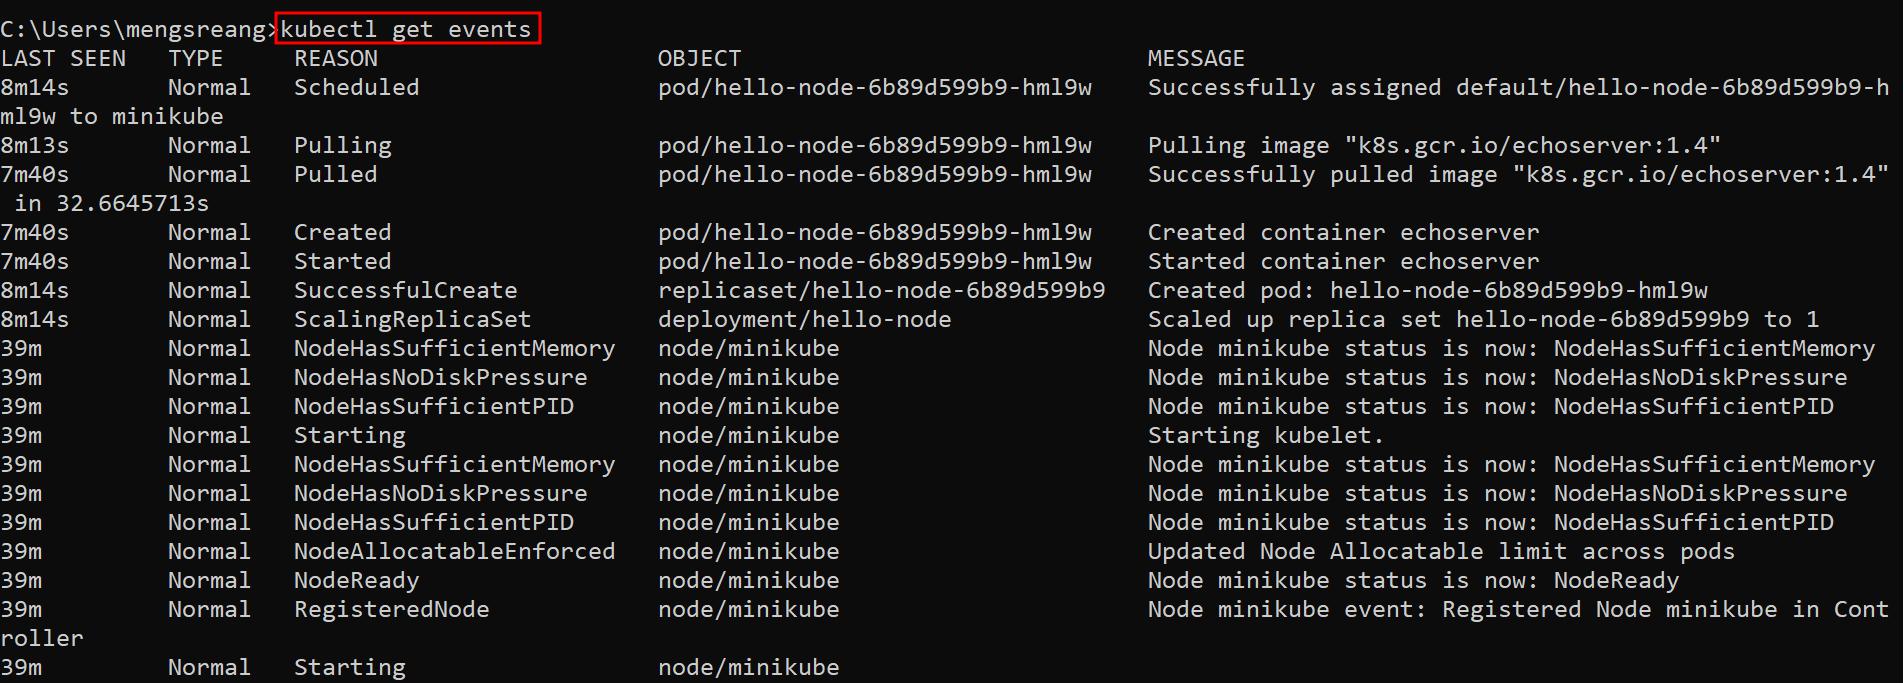 C:\Users\mengsreang>kubectl get events
LAST SEEN   TYPE     REASON                    OBJECT                             MESSAGE
8m14s       Normal   Scheduled                 pod/hello-node-6b89d599b9-hml9w    Successfully assigned default/hello-node-6b89d599b9-h
ml9w to minikube
8m13s       Normal   Pulling                   pod/hello-node-6b89d599b9-hml9w    Pulling image "k8s.gcr.io/echoserver:1.4"
7m40s       Normal   Pulled                    pod/hello-node-6b89d599b9-hml9w    Successfully pulled image "k8s.gcr.io/echoserver:1.4"
 in 32.6645713s
7m40s       Normal   Created                   pod/hello-node-6b89d599b9-hml9w    Created container echoserver
7m40s       Normal   Started                   pod/hello-node-6b89d599b9-hml9w    Started container echoserver
8m14s       Normal   SuccessfulCreate          replicaset/hello-node-6b89d599b9   Created pod: hello-node-6b89d599b9-hml9w
8m14s       Normal   ScalingReplicaSet         deployment/hello-node              Scaled up replica set hello-node-6b89d599b9 to 1
39m         Normal   NodeHasSufficientMemory   node/minikube                      Node minikube status is now: NodeHasSufficientMemory
39m         Normal   NodeHasNoDiskPressure     node/minikube                      Node minikube status is now: NodeHasNoDiskPressure
39m         Normal   NodeHasSufficientPID      node/minikube                      Node minikube status is now: NodeHasSufficientPID
39m         Normal   Starting                  node/minikube                      Starting kubelet.
39m         Normal   NodeHasSufficientMemory   node/minikube                      Node minikube status is now: NodeHasSufficientMemory
39m         Normal   NodeHasNoDiskPressure     node/minikube                      Node minikube status is now: NodeHasNoDiskPressure
39m         Normal   NodeHasSufficientPID      node/minikube                      Node minikube status is now: NodeHasSufficientPID
39m         Normal   NodeAllocatableEnforced   node/minikube                      Updated Node Allocatable limit across pods
39m         Normal   NodeReady                 node/minikube                      Node minikube status is now: NodeReady
39m         Normal   RegisteredNode            node/minikube                      Node minikube event: Registered Node minikube in Cont
roller
39m         Normal   Starting                  node/minikube